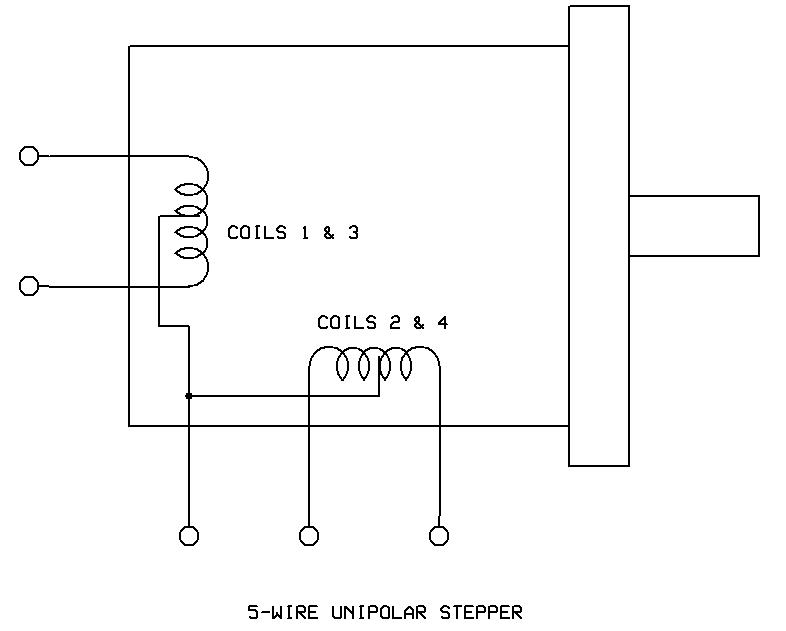 COILS 1 & 3
COILS 2 & 4
5-WIRE UNIPOLAR STEPPER